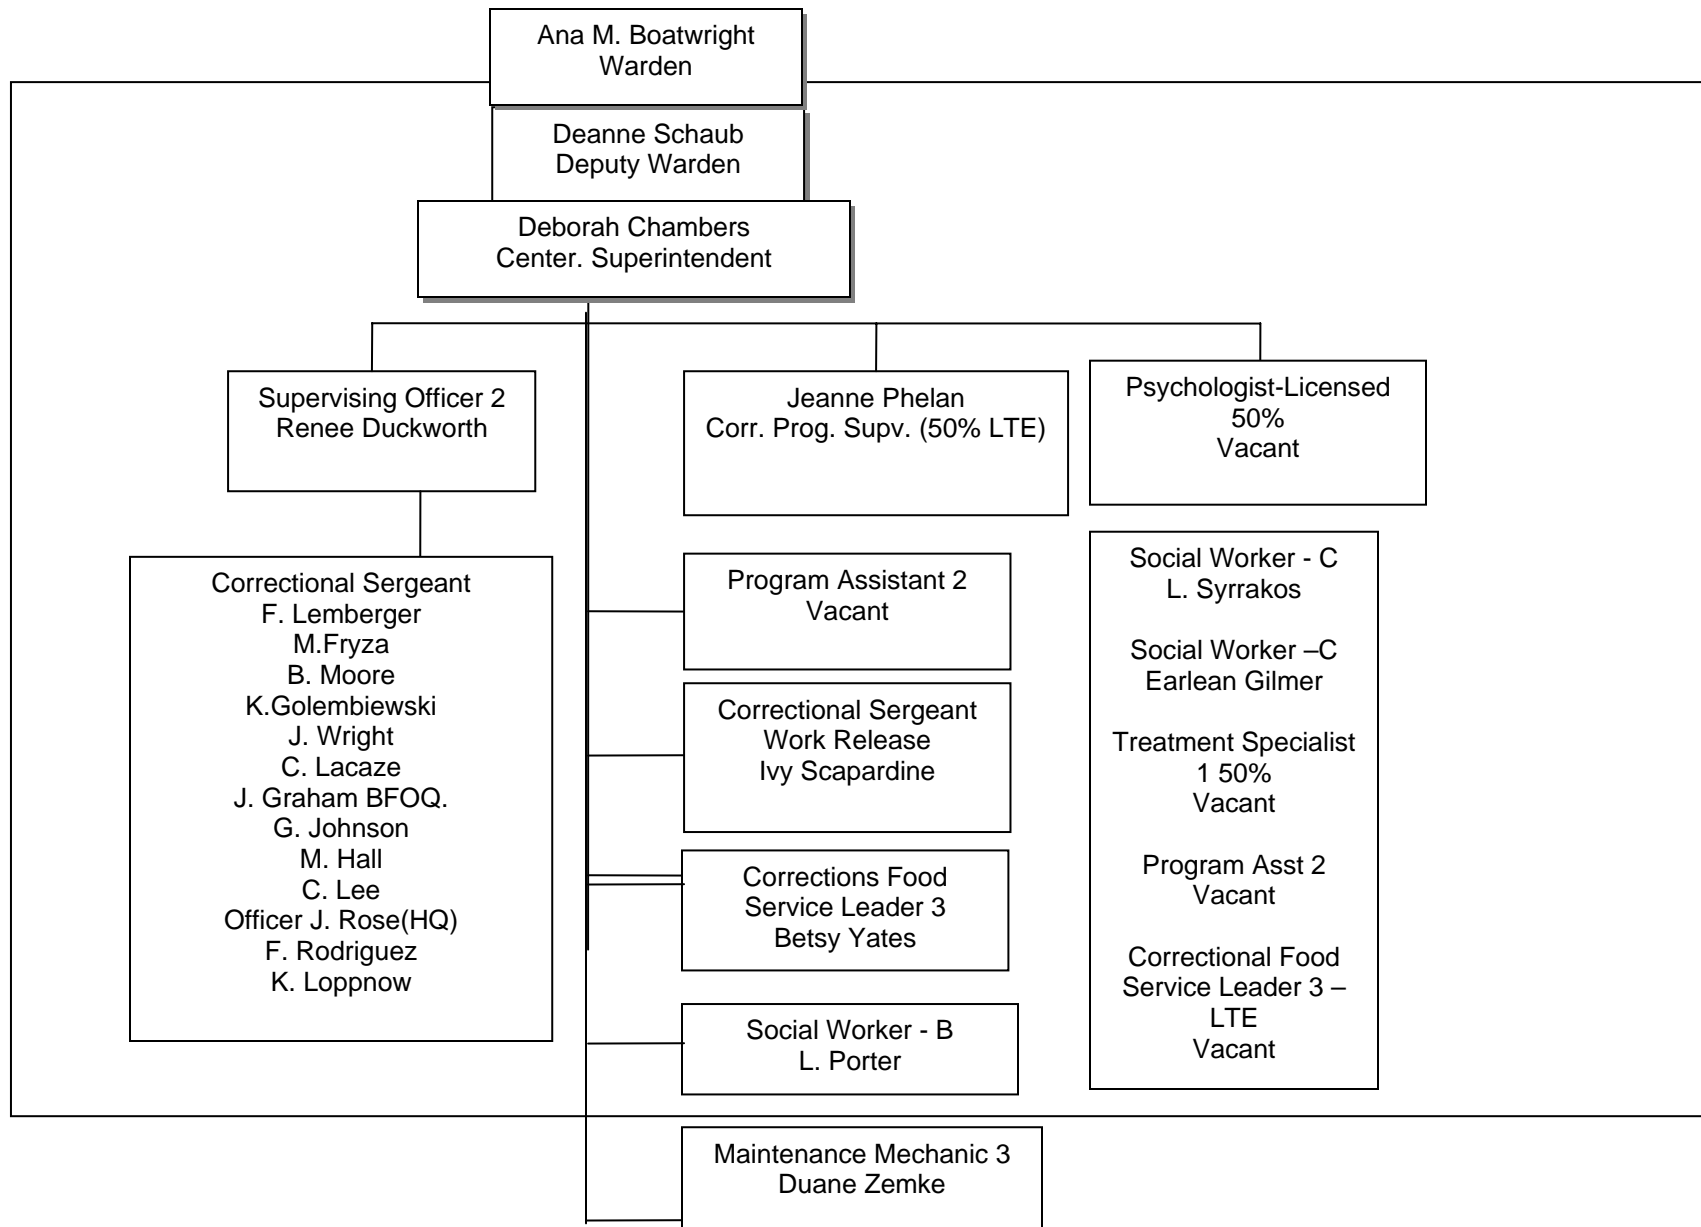 Ana M. Boatwright
Warden
Deanne Schaub
Deputy Warden
Deborah Chambers
Center. Superintendent
Supervising Officer 2
Renee Duckworth
Jeanne Phelan
Corr. Prog. Supv. (50% LTE)
Psychologist-Licensed
50%
Vacant
Correctional Sergeant
F. Lemberger
M.Fryza
B. Moore
K.Golembiewski
J. Wright
C. Lacaze
J. Graham BFOQ.
G. Johnson
M. Hall
C. Lee
Officer J. Rose(HQ)
F. Rodriguez
K. Loppnow
Program Assistant 2
Vacant
Correctional Sergeant
Work Release
Ivy Scapardine
Corrections Food
Service Leader 3
Betsy Yates
Social Worker - B
L. Porter
Maintenance Mechanic 3
Duane Zemke
Social Worker - C
L. Syrrakos
Social Worker –C
Earlean Gilmer
Treatment Specialist
1 50%
Vacant
Program Asst 2
Vacant
Correctional Food
Service Leader 3 –
LTE
Vacant